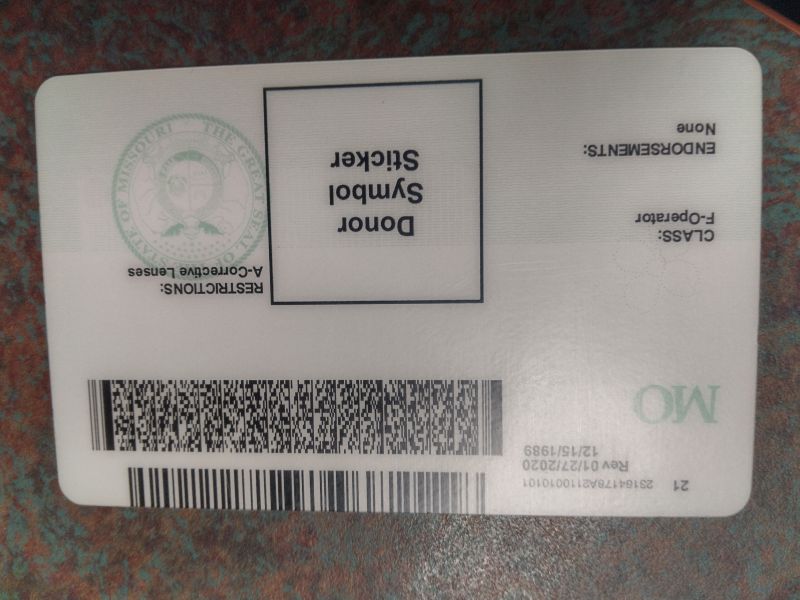 21
Rev 01/27/2020
12/15/1989
MO
CLASS:
F-Operator
ENDORSEMENTS:
None
RESTRICTIONS:
A-Corrective Lenses
Donor
Symbol
Sticker
THE GREAT SEAL OF THE STATE OF MISSOURI